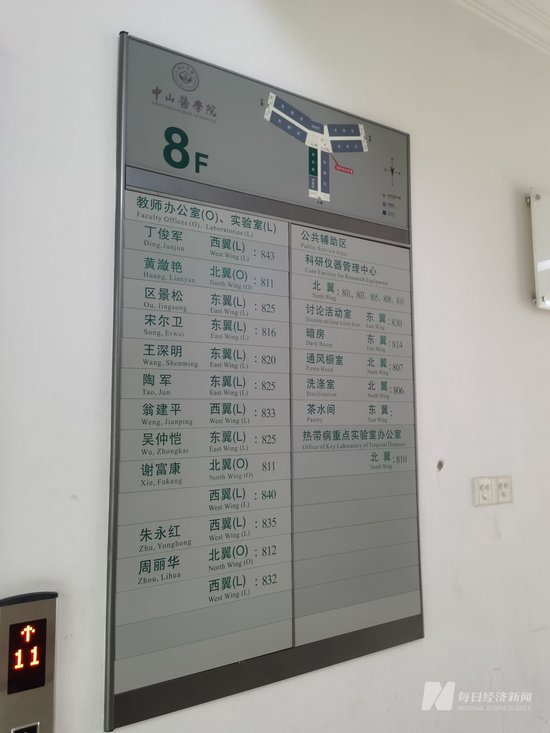 中山醫學院
8F
教师办公室(O)、实验室(L)
Faculty Offices (O), Laboratories (L)
丁俊军 西翼(L) : 843
Ding, Junjun West Wing (L)
黄潋艳 北翼(O) : 811
Huang, Lianyan North Wing (O)
区景松 东翼(L) : 825
Ou, Jingsong East Wing (L)
宋尔卫 东翼(L) : 816
Song, Erwei East Wing (L)
王深明 东翼(L) : 820
Wang, Shenming East Wing (L)
陶军 东翼(L) : 825
Tao, Jun East Wing (L)
翁建平 西翼(L) : 833
Weng, Jianping West Wing (L)
吴仲恺 东翼(L) : 825
Wu, Zhongkai East Wing (L)
谢富康 北翼(O) 811
Xie, Fukang North Wing (O)
西翼(L) : 840
West Wing (L)
朱永红 西翼(L) : 835
Zhu, Yonghong West Wing (L)
周丽华 北翼(O) : 812
Zhou, Lihua North Wing (O)
西翼(L) : 832
West Wing (L)
公共辅助区
Public Service Area
科研仪器管理中心
Core Facility for Research Equipment
北翼 : 801、803、805、808、810
North Wing
讨论活动室 东翼 : 830
East Wing
暗房 东翼 : 814
Dark Room East Wing
通风橱室 北翼 : 807
Fume Hood North Wing
洗涤室 北翼 : 806
Sterilization North Wing
茶水间 东翼 :
Pantry East Wing
热带病重点实验室办公室
Office of Key Laboratory of Tropical Diseases
北翼 : 810
North Wing
↑
11
每日经济新闻
NATIONAL BUSINESS DAILY